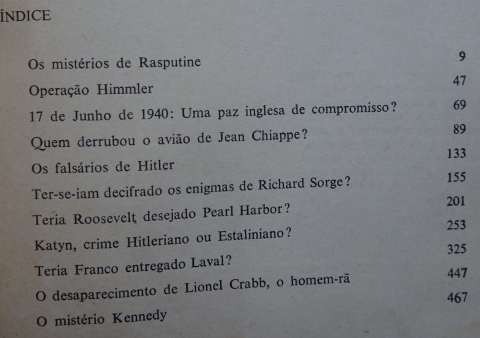 ÍNDICE
Os mistérios de Rasputine 9
Operação Himmler 47
17 de Junho de 1940: Uma paz inglesa de compromisso? 69
Quem derrubou o avião de Jean Chiappe? 89
Os falsários de Hitler 133
Ter-se-iam decifrado os enigmas de Richard Sorge? 155
Teria Roosevelt desejado Pearl Harbor? 201
Katyn, crime Hitleriano ou Estaliniano? 253
Teria Franco entregado Laval? 325
O desaparecimento de Lionel Crabb, o homem-rã 447
O mistério Kennedy 467